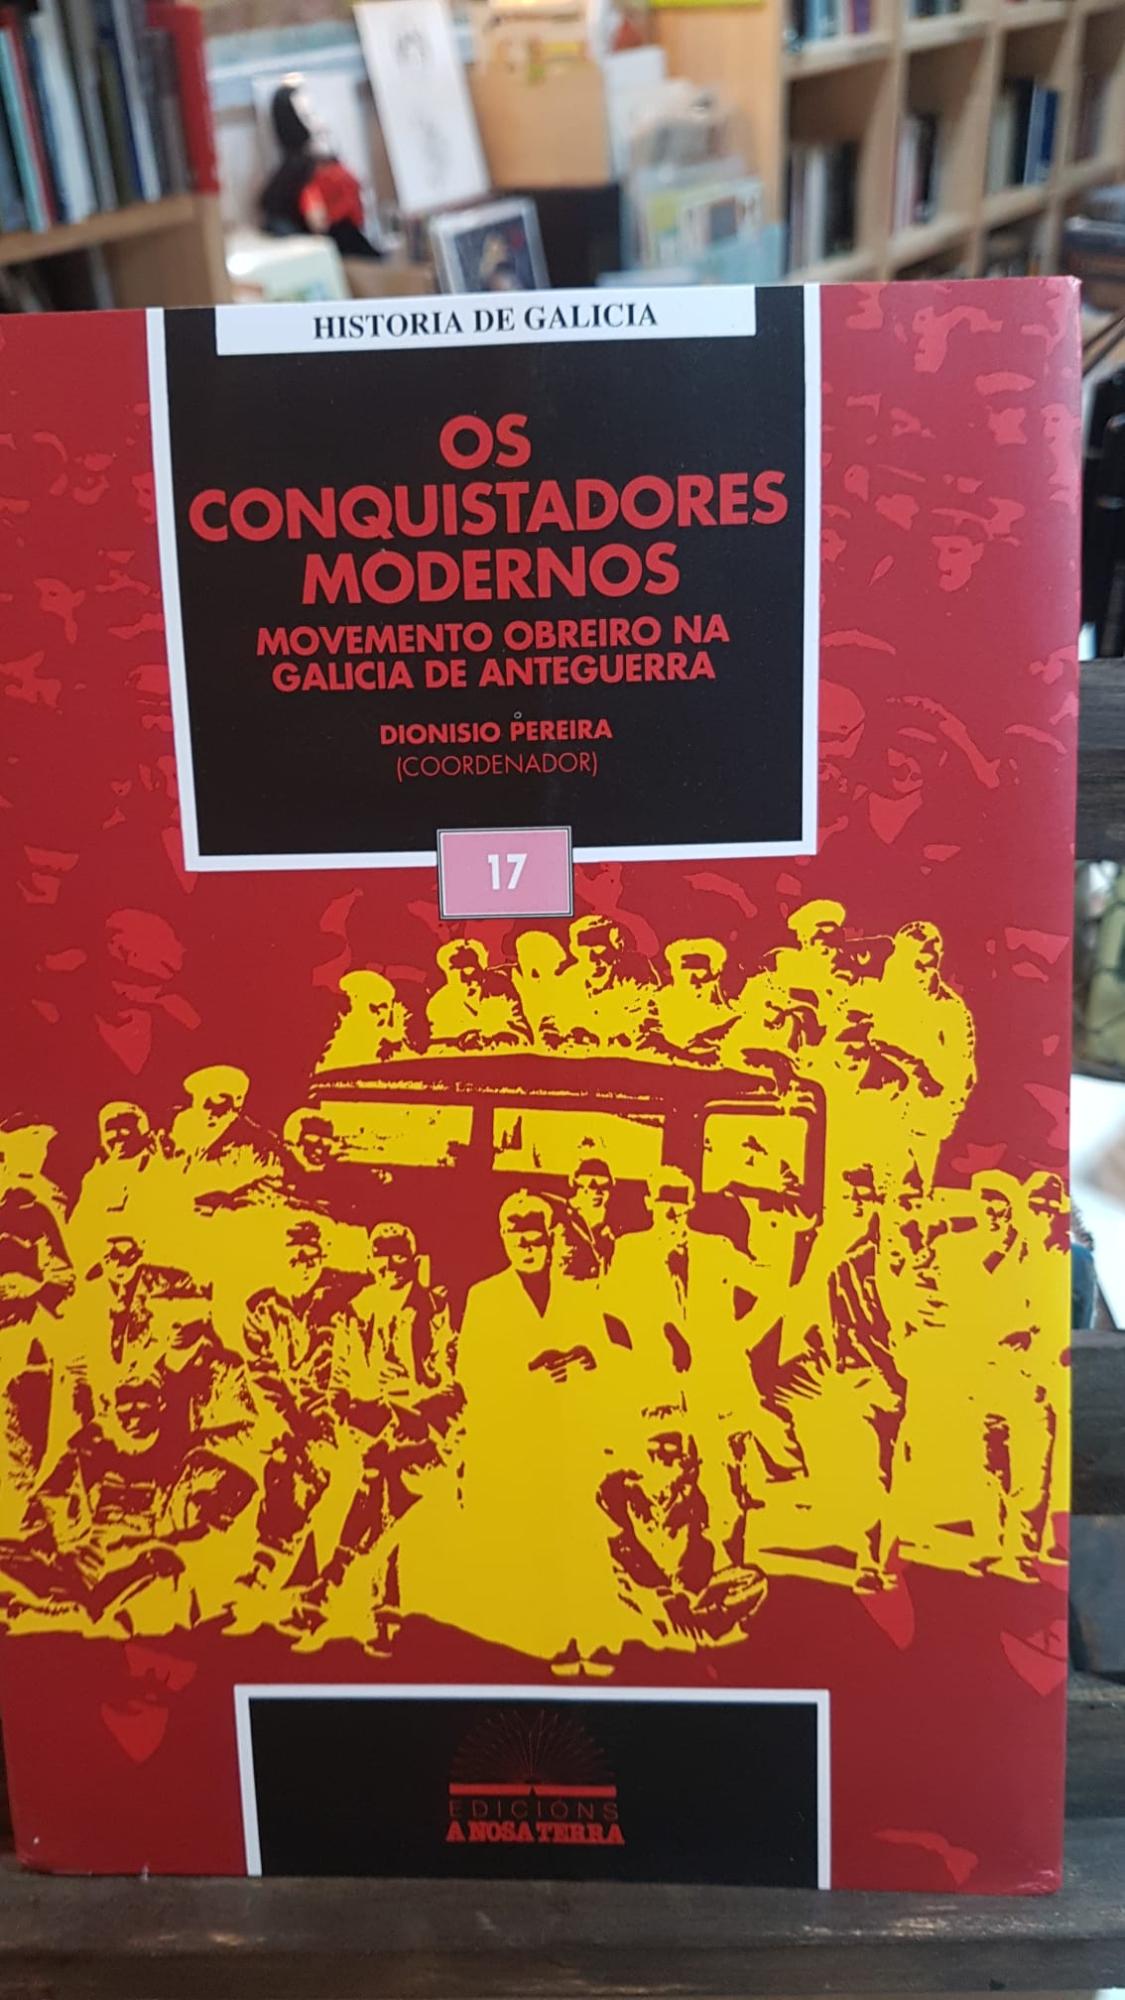 HISTORIA DE GALICIA
OS
CONQUISTADORES
MODERNOS
MOVEMENTO OBREIRO NA
GALICIA DE ANTEGUERRA
DIONISIO PEREIRA
(COORDENADOR)
17
EDICIÓNS
A NOSA TERRA